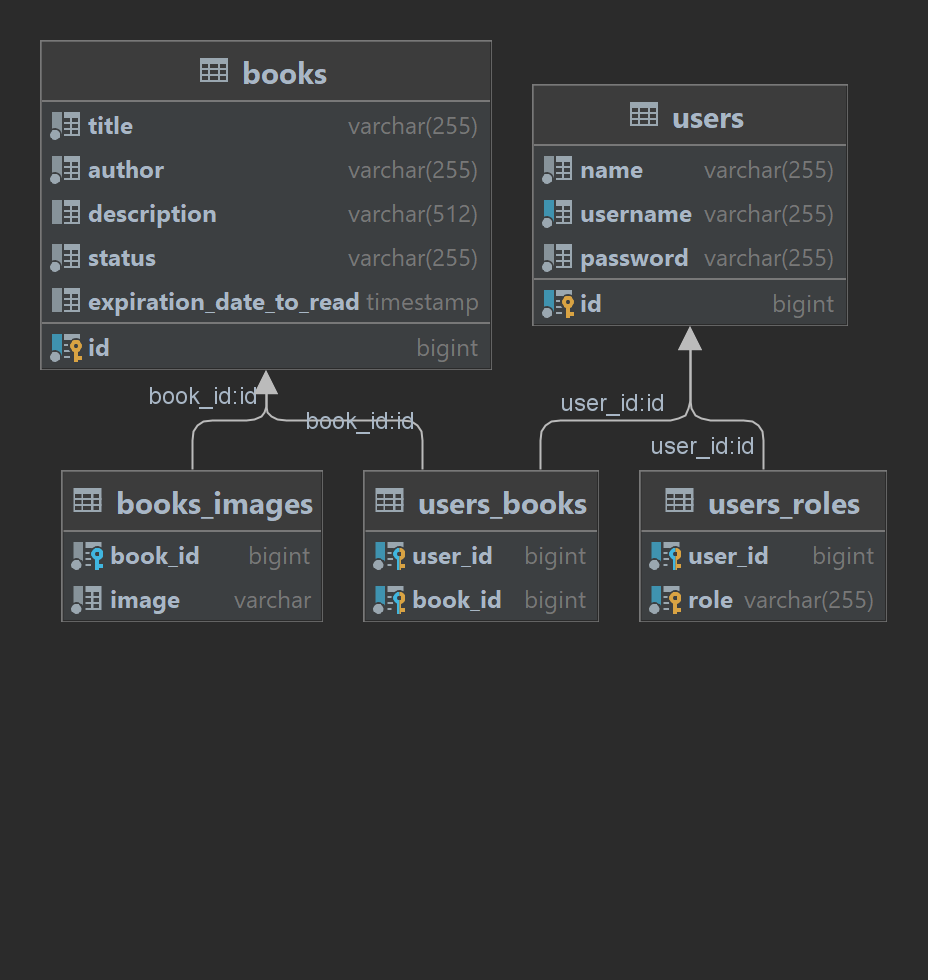 books
title varchar(255)
author varchar(255)
description varchar(512)
status varchar(255)
expiration_date_to_read timestamp
id bigint
users
name varchar(255)
username varchar(255)
password varchar(255)
id bigint
book_id:id
book_id:id
user_id:id
user_id:id
books_images
book_id bigint
image varchar
users_books
user_id bigint
book_id bigint
users_roles
user_id bigint
role varchar(255)